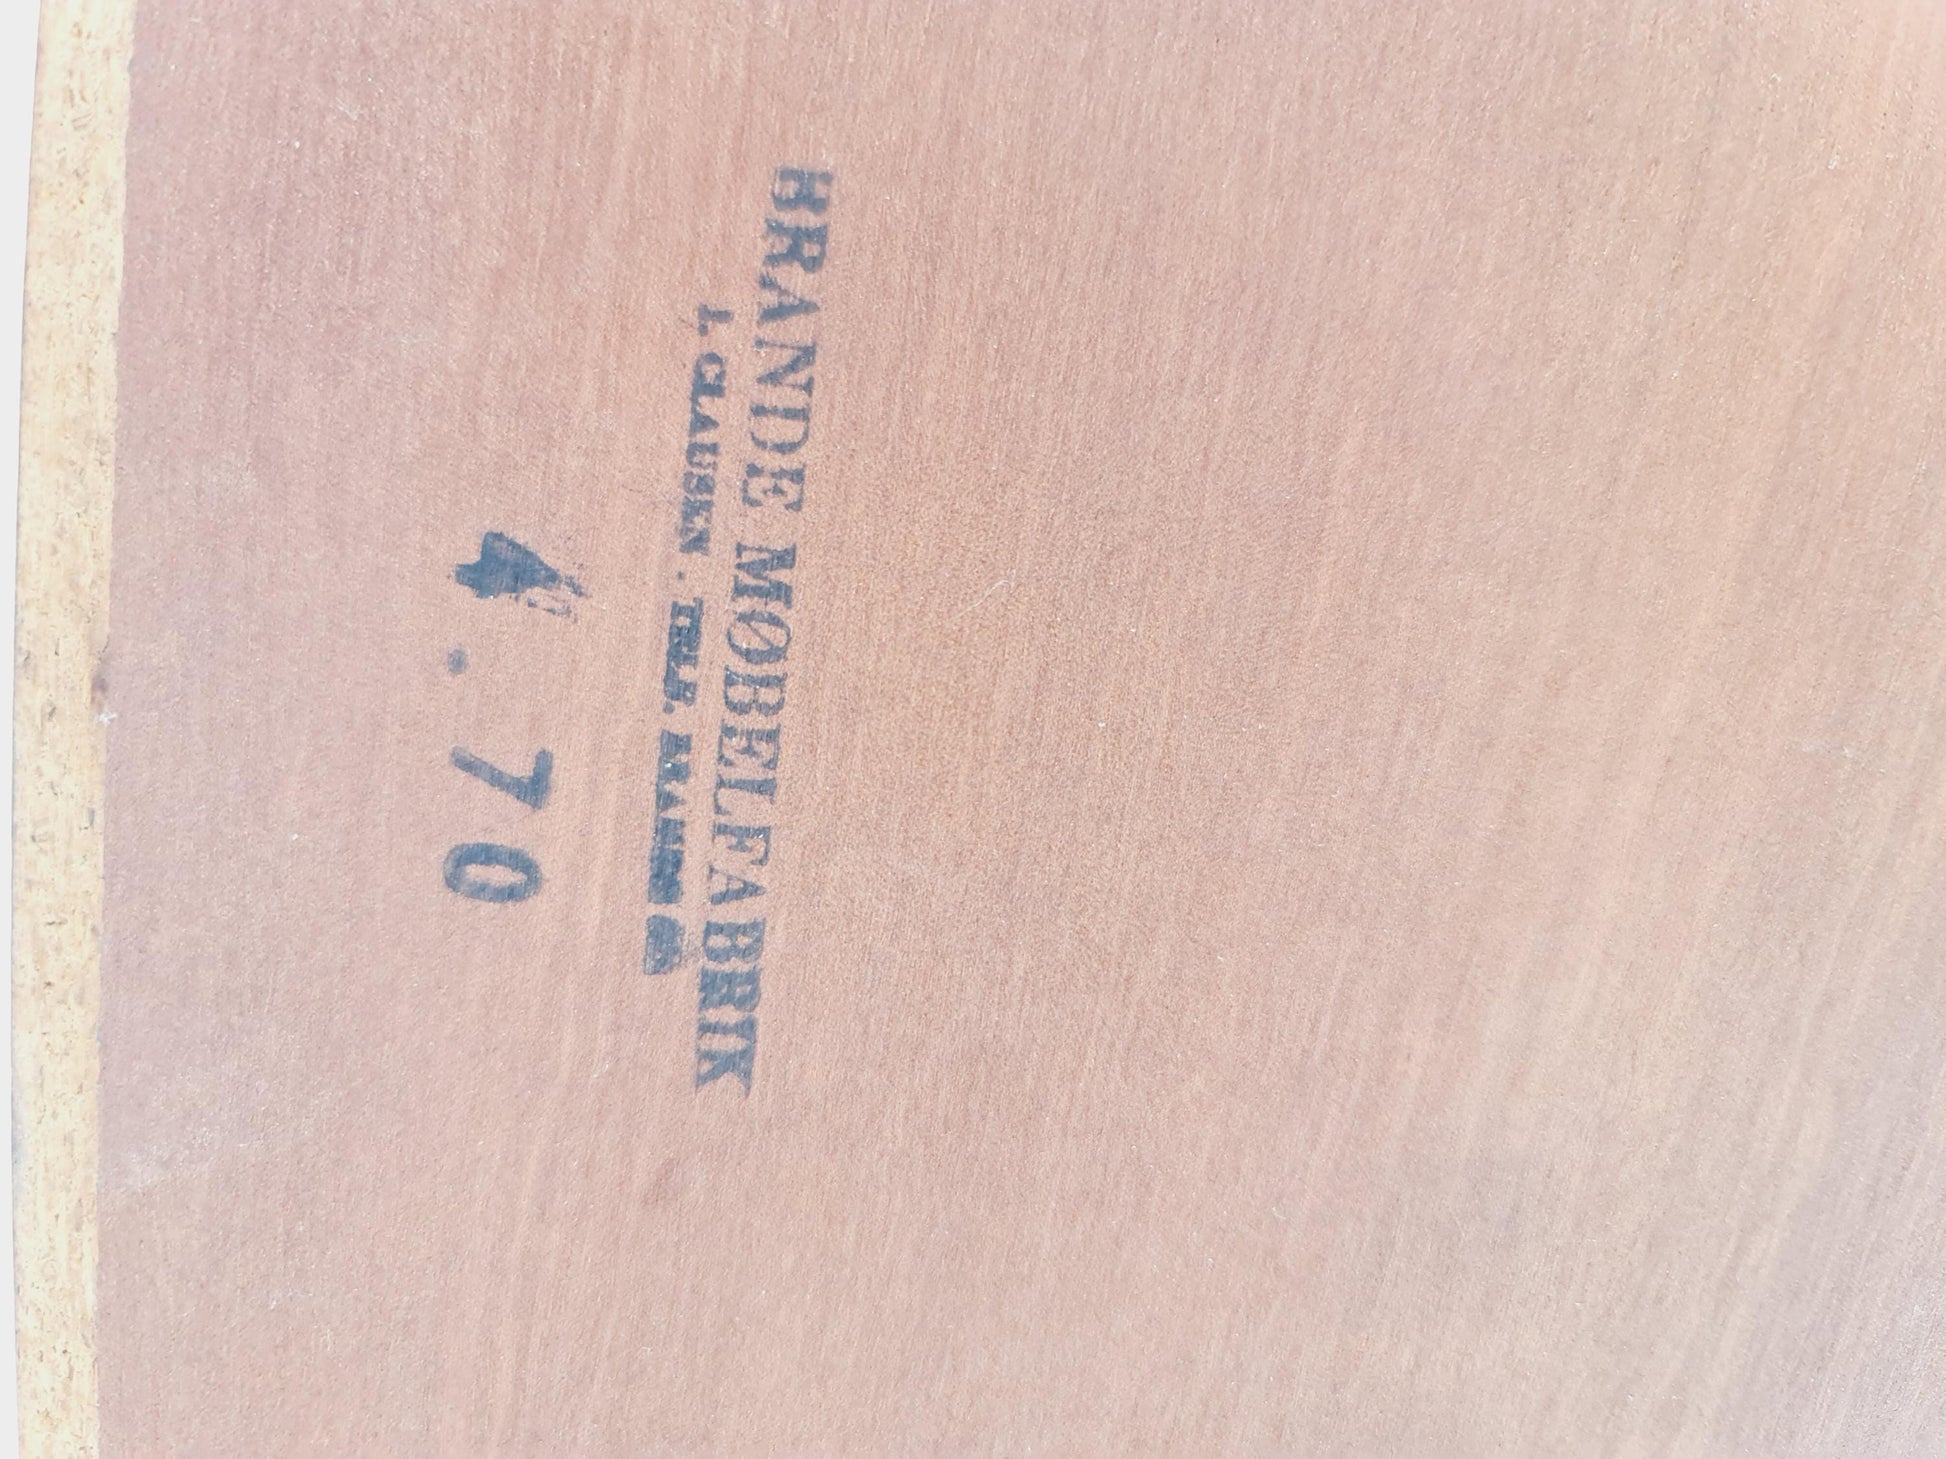 BRANDE MØBELFABRIK
I. CLAUSEN . TELF. BRANDE
4.70